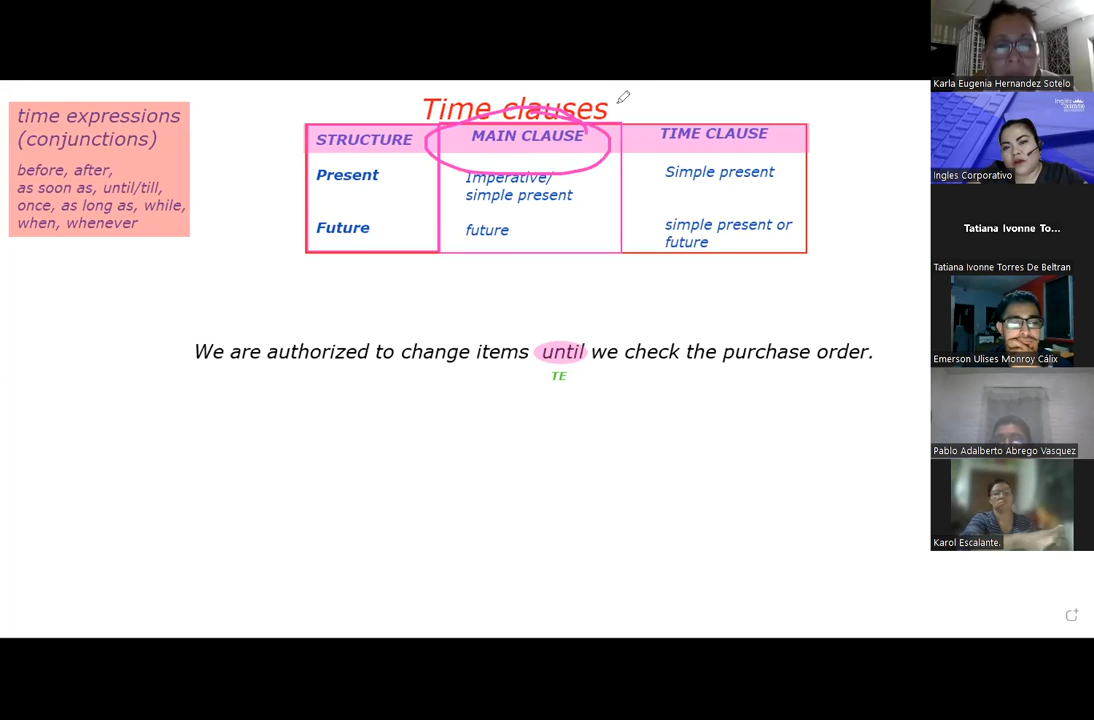 time expressions
(conjunctions)
before, after,
as soon as, until/till,
once, as long as, while,
when, whenever
Time clauses
STRUCTURE MAIN CLAUSE TIME CLAUSE
Present Imperative/ Simple present
simple present
Future future simple present or
future
We are authorized to change items until we check the purchase order.
TE
Karla Eugenia Hernandez Sotelo
Ingles Corporativo
Tatiana Ivonne To...
Tatiana Ivonne Torres De Beltran
Emerson Ulises Monroy Cálix
Pablo Adalberto Abrego Vasquez
Karol Escalante.